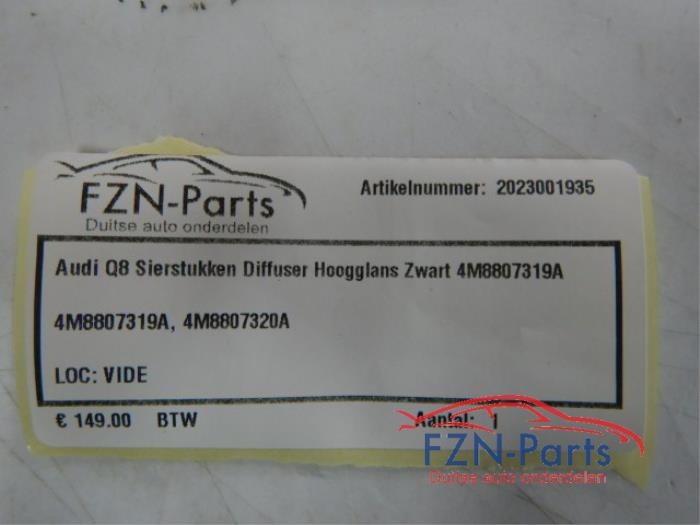 FZN-Parts
Duitse auto onderdelen
Artikelnummer: 2023001935
Audi Q8 Sierstukken Diffuser Hoogglans Zwart 4M8807319A
4M8807319A, 4M8807320A
LOC: VIDE
€ 149.00 BTW Aantal: 1
FZN-Parts
Duitse auto onderdelen